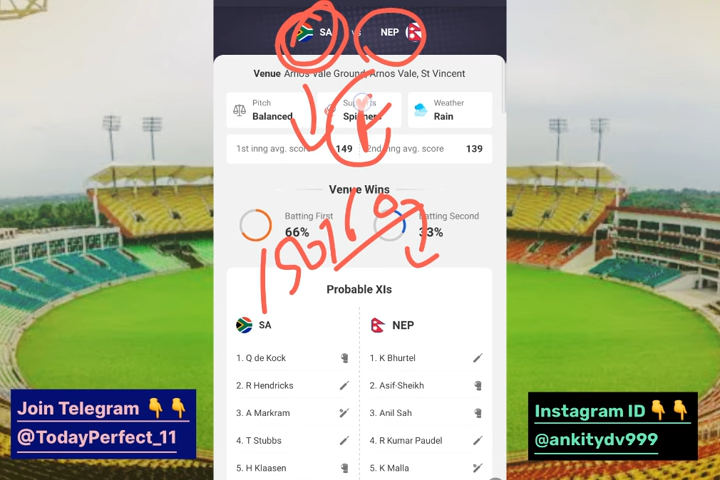 SA vs NEP
Venue Arnos Vale Ground, Arnos Vale, St Vincent
Pitch
Balanced
Spinners
Weather
Rain
1st inng avg. score 149
2nd inng avg. score 139
Venue Wins
Batting First
66%
Batting Second
33%
Probable XIs
SA
NEP
1. Q de Kock
1. K Bhurtel
2. R Hendricks
2. Asif-Sheikh
3. A Markram
3. Anil Sah
4. T Stubbs
4. R Kumar Paudel
5. H Klaasen
5. K Malla
Join Telegram 👇👇
@TodayPerfect_11
Instagram ID👇👇
@ankitydv999